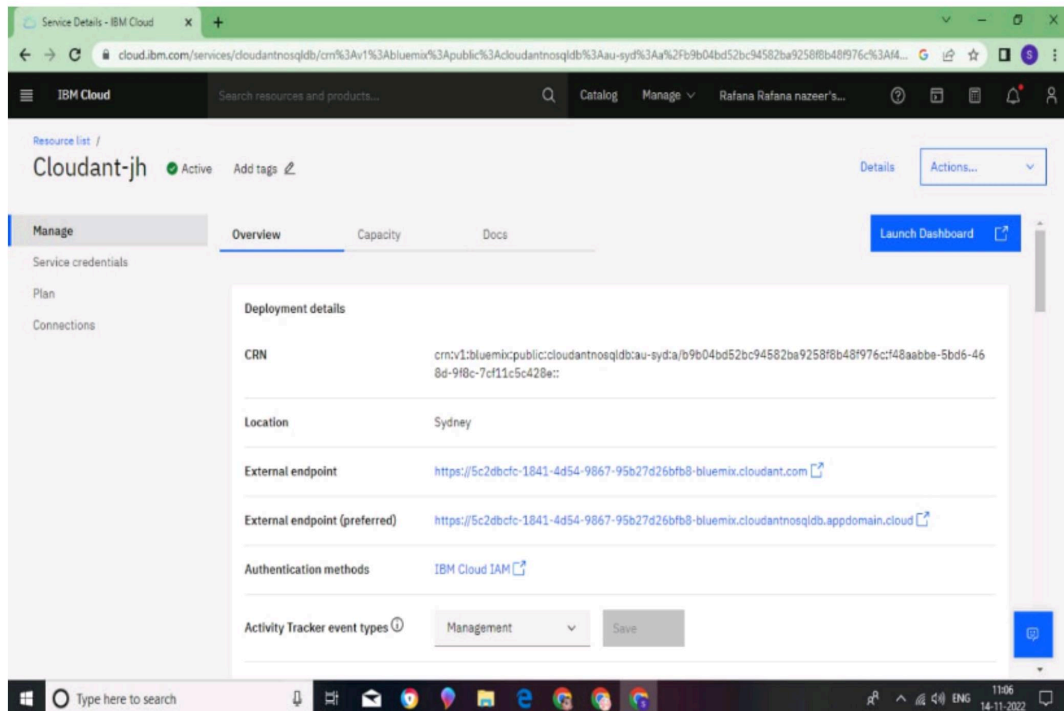 Service Details - IBM Cloud
cloud.ibm.com/services/cloudantnosqldb/crn%3Av1%3Abluemix%3Apublic%3Acloudantnosqldb%3Aau-syd%3Aa%2Fb9b04bd52bc94582ba9258f8b48f976c%3Af4...
IBM Cloud Search resources and products... Catalog Manage Rafana Rafana nazeer's...
Resource list /
Cloudant-jh Active Add tags Details Actions...
Manage Overview Capacity Docs Launch Dashboard
Service credentials
Plan
Connections
Deployment details
CRN crn:v1:bluemix:public:cloudantnosqldb:au-syd:a/b9b04bd52bc94582ba9258f8b48f976c:f48aabbe-5bd6-46
8d-9f8c-7cf11c5c428e::
Location Sydney
External endpoint https://5c2dbcfc-1841-4d54-9867-95b27d26bfb8-bluemix.cloudant.com
External endpoint (preferred) https://5c2dbcfc-1841-4d54-9867-95b27d26bfb8-bluemix.cloudantnosqldb.appdomain.cloud
Authentication methods IBM Cloud IAM
Activity Tracker event types Management Save
Type here to search ENG 11:06
14-11-2022